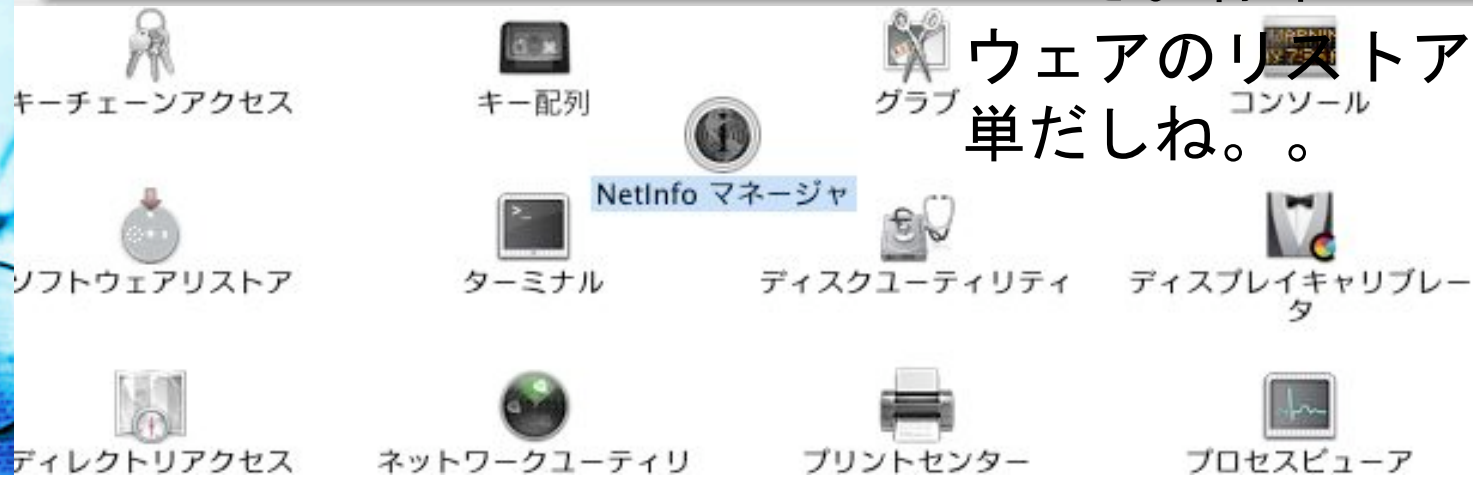 ウェアのリストア
単だしね。。
キーチェーンアクセス
キー配列
グラブ
コンソール
NetInfo マネージャ
ソフトウェアリストア
ターミナル
ディスクユーティリティ
ディスプレイキャリブレー
タ
ディレクトリアクセス
ネットワークユーティリ
プリントセンター
プロセスビューア